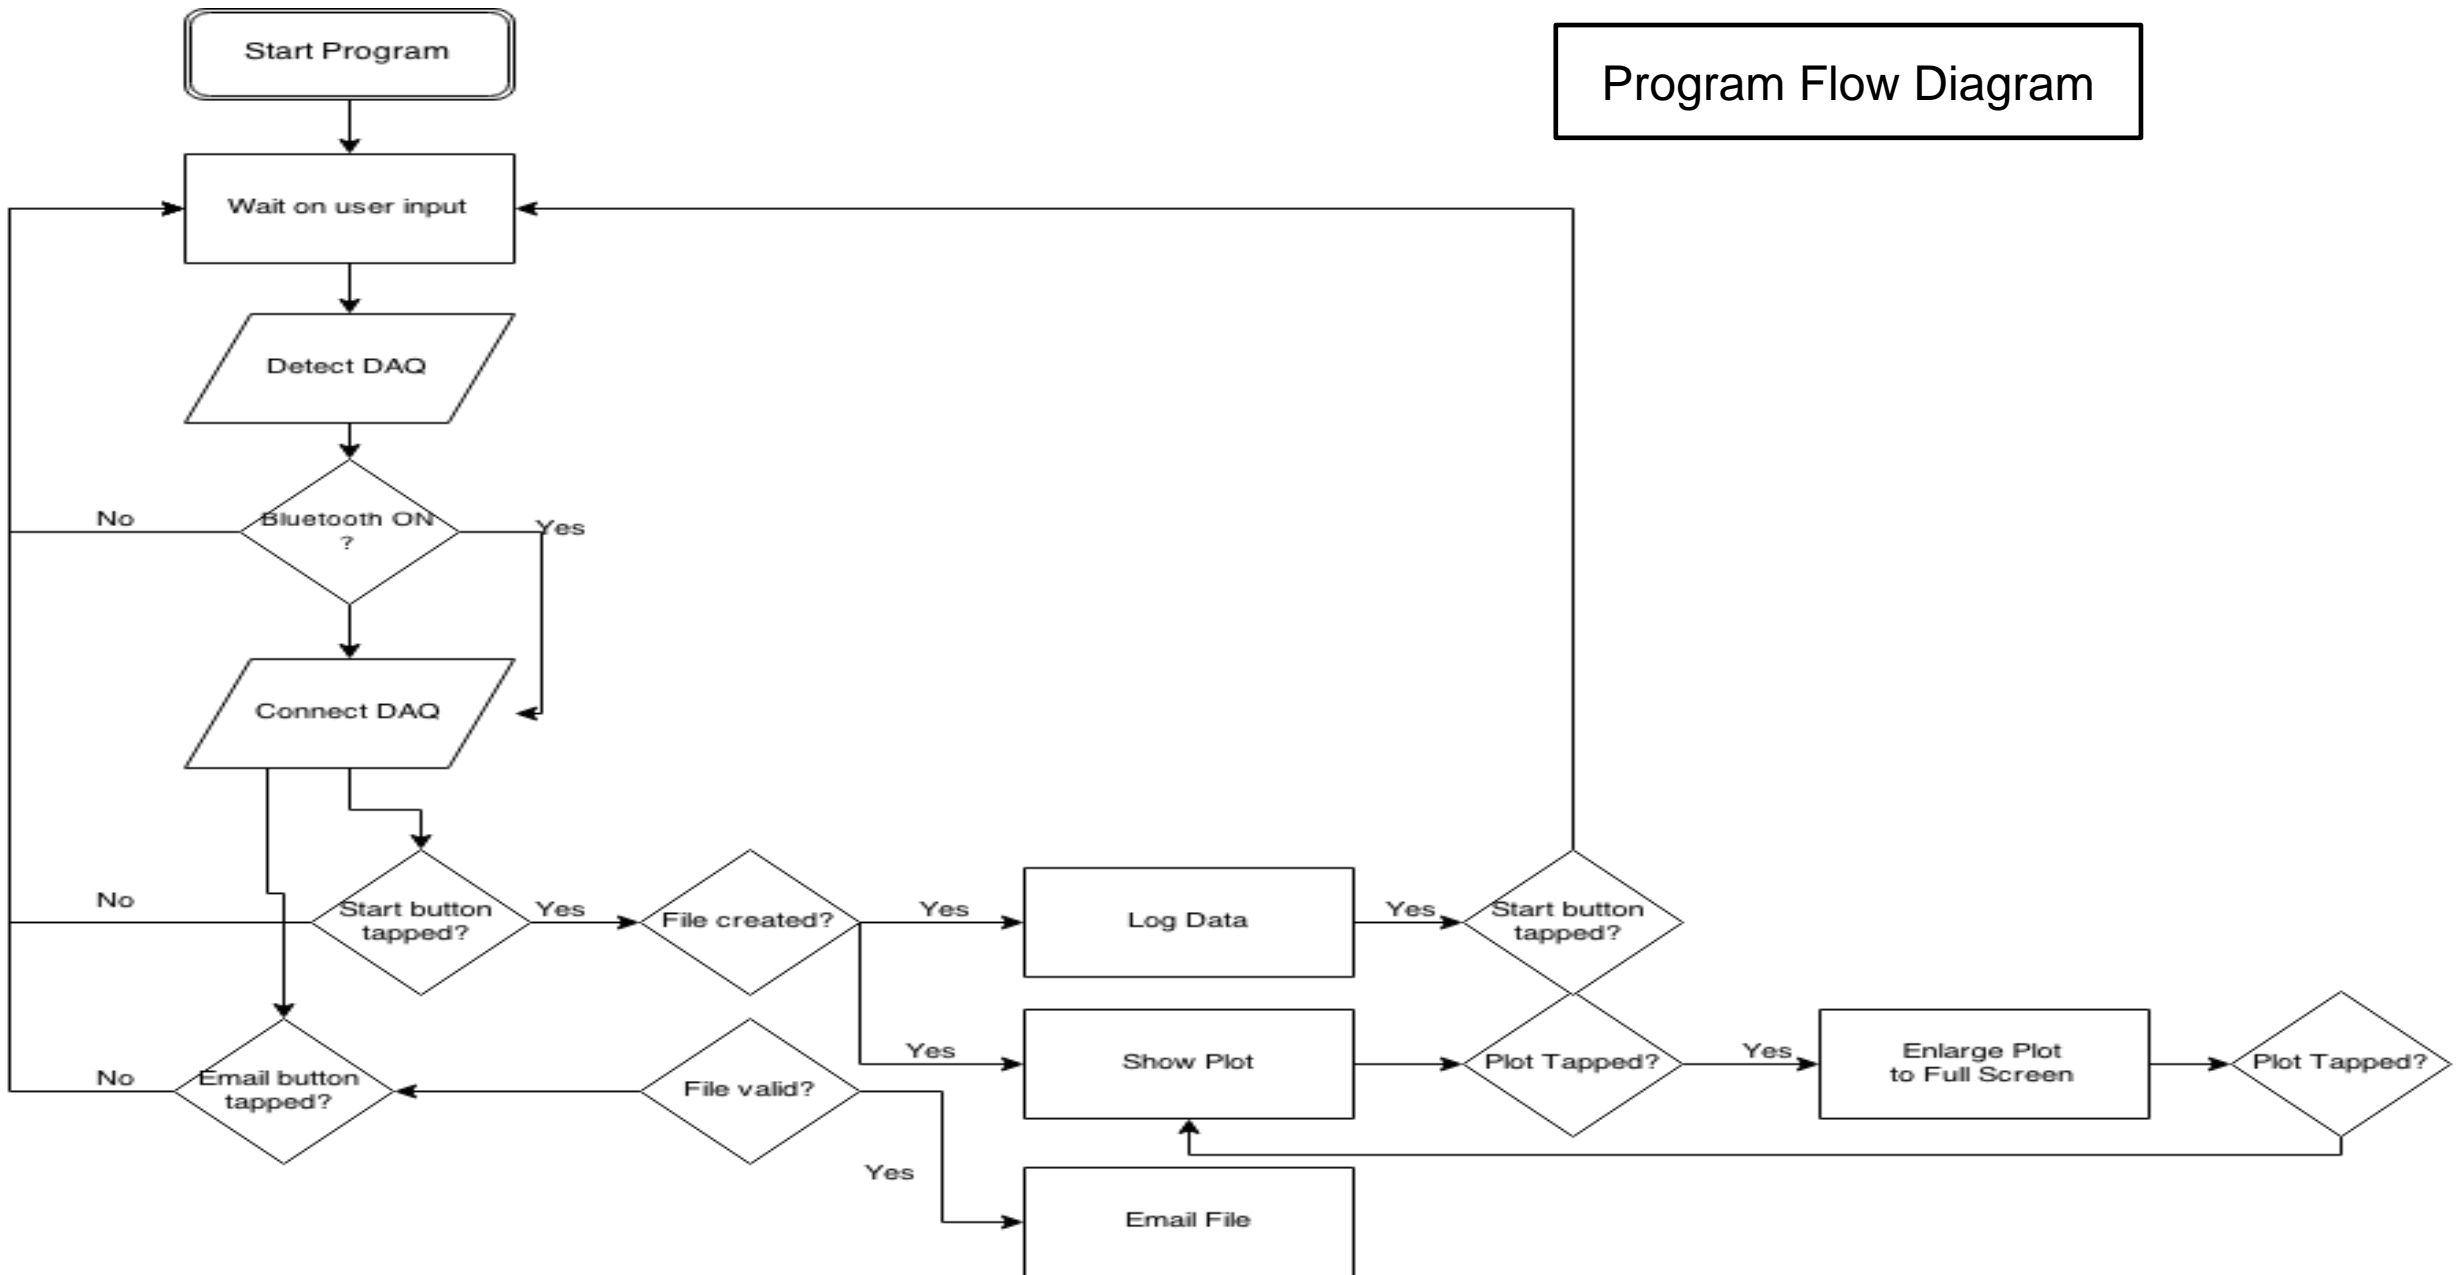 Start Program
Program Flow Diagram
Wait on user input
Detect DAQ
No
Bluetooth ON
?
Yes
Connect DAQ
No
Start button
tapped?
Yes
File created?
Yes
Log Data
Yes
Start button
tapped?
No
Email button
tapped?
File valid?
Yes
Show Plot
Plot Tapped?
Yes
Enlarge Plot
to Full Screen
Plot Tapped?
Yes
Email File